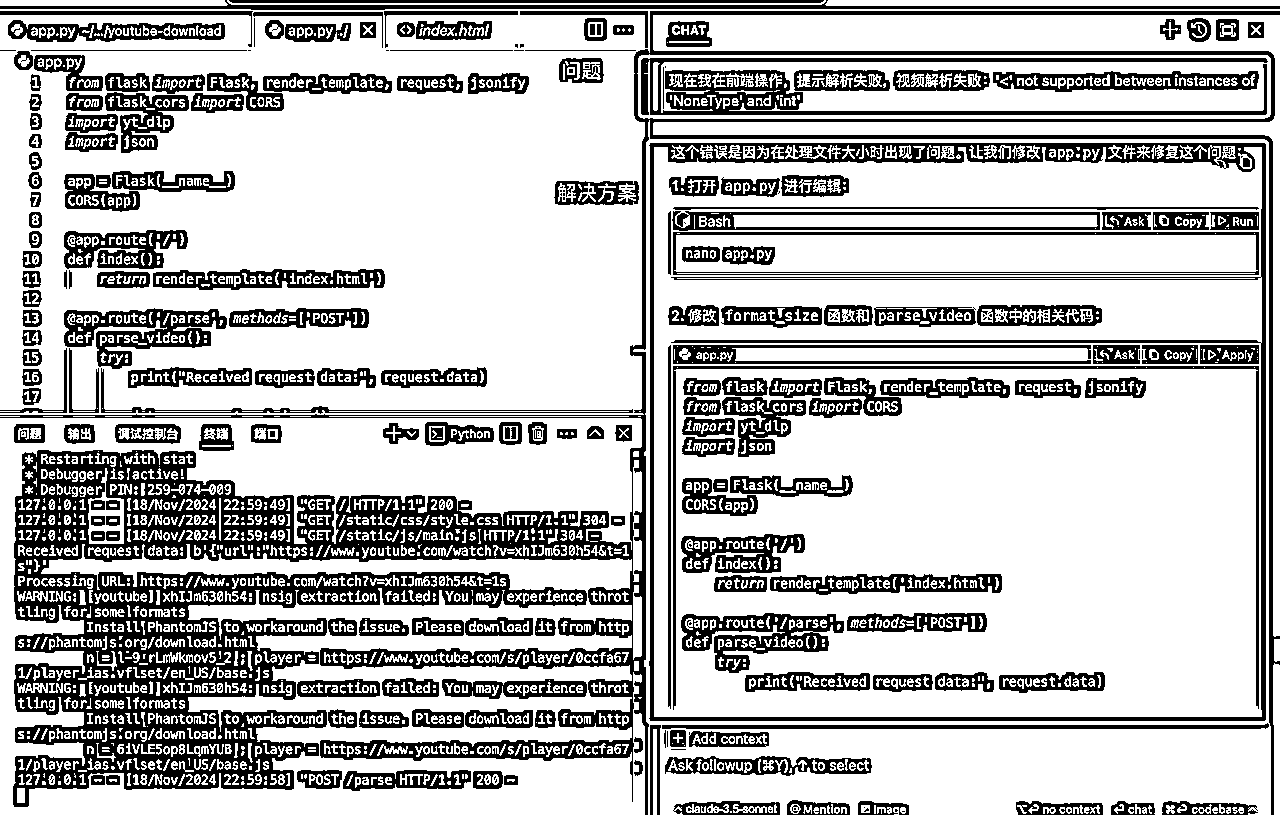 app.py ~/.../youtube-download
app.py ./
index.html
app.py
问题
1 from flask import Flask, render_template, request, jsonify
2 from flask_cors import CORS
3 import yt_dlp
4 import json
5
6 app = Flask(__name__)
7 CORS(app)
8
9 @app.route('/')
10 def index():
11 return render_template('index.html')
12
13 @app.route('/parse', methods=['POST'])
14 def parse_video():
15 try:
16 print("Received request data:", request.data)
17
解决方案
问题 输出 调试控制台 终端 端口
Python
* Restarting with stat
* Debugger is active!
* Debugger PIN: 259-074-009
127.0.0.1 - - [18/Nov/2024 22:59:49] "GET / HTTP/1.1" 200 -
127.0.0.1 - - [18/Nov/2024 22:59:49] "GET /static/css/style.css HTTP/1.1" 304 -
127.0.0.1 - - [18/Nov/2024 22:59:49] "GET /static/js/main.js HTTP/1.1" 304 -
Received request data: b'{"url":"https://www.youtube.com/watch?v=xhIJm630h54&t=1
s"}'
Processing URL: https://www.youtube.com/watch?v=xhIJm630h54&t=1s
WARNING: [youtube] xhIJm630h54: nsig extraction failed: You may experience throt
tling for some formats
Install PhantomJS to workaround the issue. Please download it from http
s://phantomjs.org/download.html
n = l-9_rLmWkmov5_2 ; player = https://www.youtube.com/s/player/0ccfa67
1/player_ias.vflset/en_US/base.js
WARNING: [youtube] xhIJm630h54: nsig extraction failed: You may experience throt
tling for some formats
Install PhantomJS to workaround the issue. Please download it from http
s://phantomjs.org/download.html
n = 61VLE5op8LqmYUB ; player = https://www.youtube.com/s/player/0ccfa67
1/player_ias.vflset/en_US/base.js
127.0.0.1 - - [18/Nov/2024 22:59:58] "POST /parse HTTP/1.1" 200 -
CHAT
现在我在前端操作，提示解析失败，视频解析失败: '<' not supported between instances of
'NoneType' and 'int'
这个错误是因为在处理文件大小时出现了问题。让我们修改 app.py 文件来修复这个问题:
1. 打开 app.py 进行编辑:
Bash Ask Copy Run
nano app.py
2. 修改 format_size 函数和 parse_video 函数中的相关代码:
app.py Ask Copy Apply
from flask import Flask, render_template, request, jsonify
from flask_cors import CORS
import yt_dlp
import json
app = Flask(__name__)
CORS(app)
@app.route('/')
def index():
return render_template('index.html')
@app.route('/parse', methods=['POST'])
def parse_video():
try:
print("Received request data:", request.data)
Add context
Ask followup (⌘Y), ↑ to select
claude-3.5-sonnet @ Mention Image
no context chat codebase